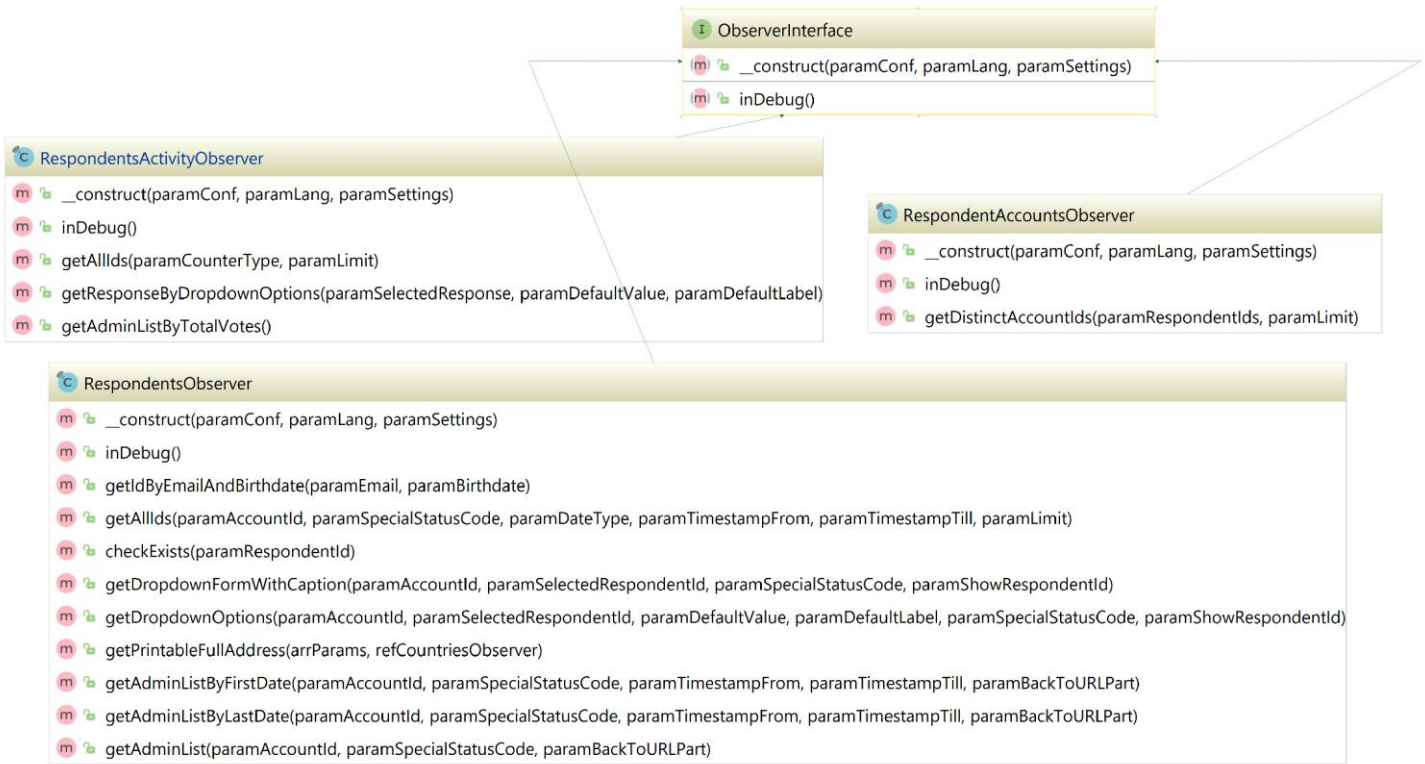 ObserverInterface
__construct(paramConf, paramLang, paramSettings)
inDebug()
RespondentsActivityObserver
__construct(paramConf, paramLang, paramSettings)
inDebug()
getAllIds(paramCounterType, paramLimit)
getResponseByDropdownOptions(paramSelectedResponse, paramDefaultValue, paramDefaultLabel)
getAdminListByTotalVotes()
RespondentAccountsObserver
__construct(paramConf, paramLang, paramSettings)
inDebug()
getDistinctAccountIds(paramRespondentIds, paramLimit)
RespondentsObserver
__construct(paramConf, paramLang, paramSettings)
inDebug()
getIdByEmailAndBirthdate(paramEmail, paramBirthdate)
getAllIds(paramAccountId, paramSpecialStatusCode, paramDateType, paramTimestampFrom, paramTimestampTill, paramLimit)
checkExists(paramRespondentId)
getDropdownFormWithCaption(paramAccountId, paramSelectedRespondentId, paramSpecialStatusCode, paramShowRespondentId)
getDropdownOptions(paramAccountId, paramSelectedRespondentId, paramDefaultValue, paramDefaultLabel, paramSpecialStatusCode, paramShowRespondentId)
getPrintableFullAddress(arrParams, refCountriesObserver)
getAdminListByFirstDate(paramAccountId, paramSpecialStatusCode, paramTimestampFrom, paramTimestampTill, paramBackToURLPart)
getAdminListByLastDate(paramAccountId, paramSpecialStatusCode, paramTimestampFrom, paramTimestampTill, paramBackToURLPart)
getAdminList(paramAccountId, paramSpecialStatusCode, paramBackToURLPart)